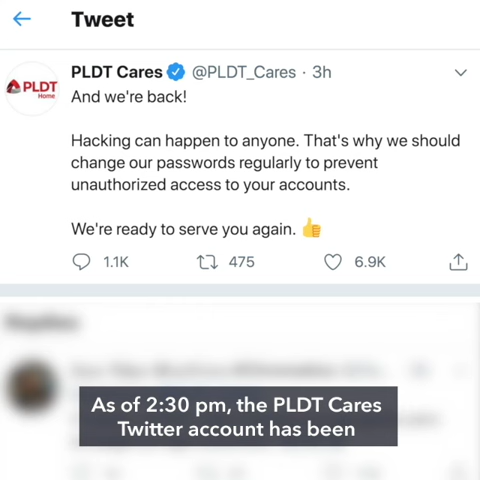 Tweet
PLDT Cares @PLDT_Cares · 3h
PLDT
Home
And we're back!
Hacking can happen to anyone. That's why we should
change our passwords regularly to prevent
unauthorized access to your accounts.
We're ready to serve you again. 👍
1.1K 475 6.9K
As of 2:30 pm, the PLDT Cares
Twitter account has been